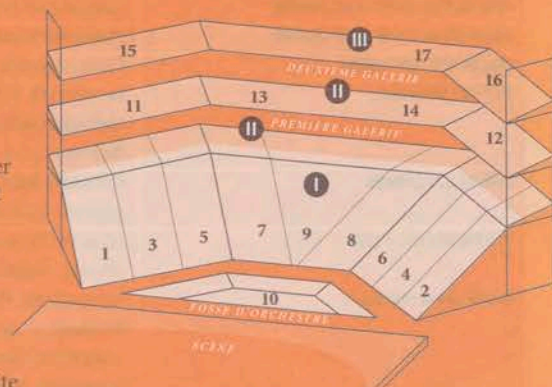 III
15
17
DEUXIÈME GALERIE
16
II
11
13
14
PREMIÈRE GALERIE
12
II
I
1
3
5
7
9
8
6
4
2
10
FOSSE D'ORCHESTRE
SCÈNE